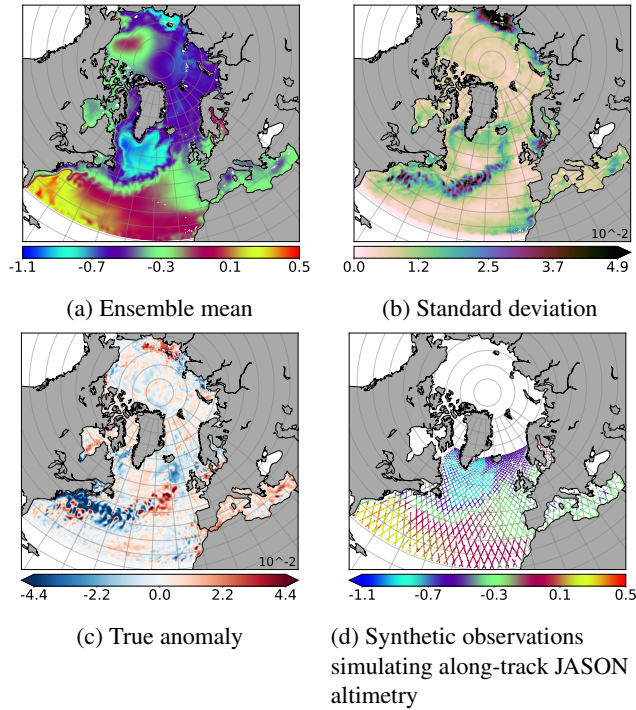 -1.1 -0.7 -0.3 0.1 0.5
(a) Ensemble mean
10^-2
0.0 1.2 2.5 3.7 4.9
(b) Standard deviation
10^-2
-4.4 -2.2 0.0 2.2 4.4
(c) True anomaly
-1.1 -0.7 -0.3 0.1 0.5
(d) Synthetic observations
simulating along-track JASON
altimetry